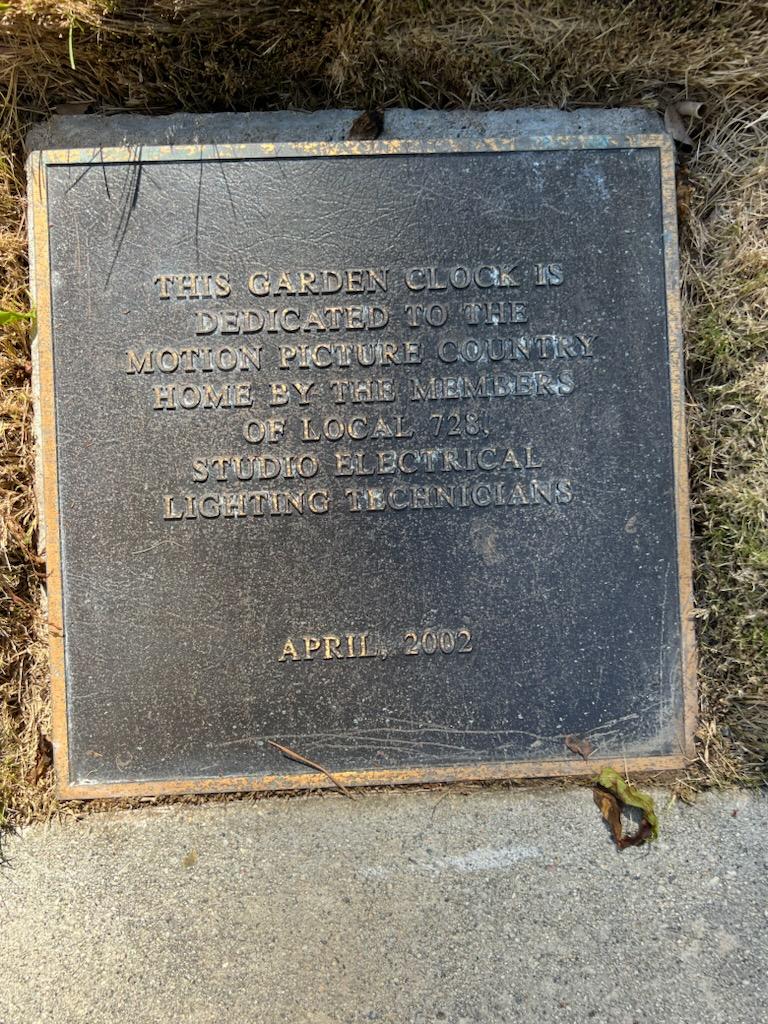 THIS GARDEN CLOCK IS
DEDICATED TO THE
MOTION PICTURE COUNTRY
HOME BY THE MEMBERS
OF LOCAL 728,
STUDIO ELECTRICAL
LIGHTING TECHNICIANS
APRIL, 2002